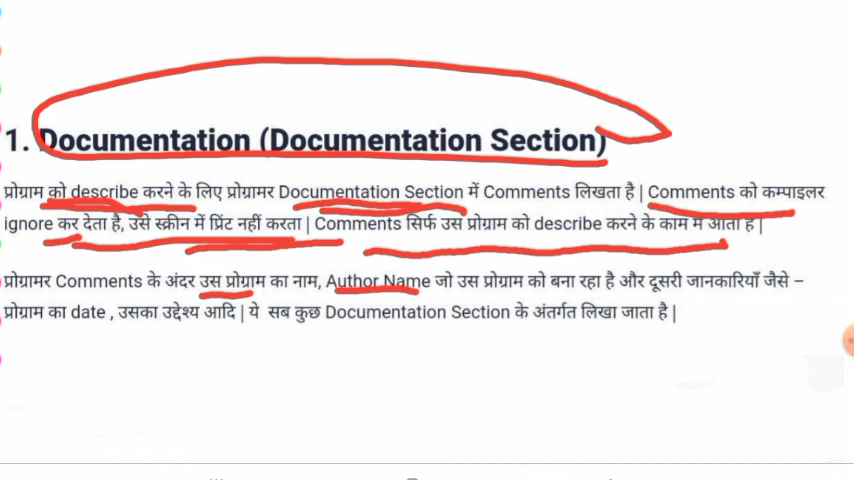 1. Documentation (Documentation Section)
प्रोग्राम को describe करने के लिए प्रोग्रामर Documentation Section में Comments लिखता है | Comments को कम्पाइलर
ignore कर देता है, उसे स्क्रीन में प्रिंट नहीं करता | Comments सिर्फ उस प्रोग्राम को describe करने के काम में आता है |
प्रोग्रामर Comments के अंदर उस प्रोग्राम का नाम, Author Name जो उस प्रोग्राम को बना रहा है और दूसरी जानकारियाँ जैसे –
प्रोग्राम का date , उसका उद्देश्य आदि | ये सब कुछ Documentation Section के अंतर्गत लिखा जाता है |